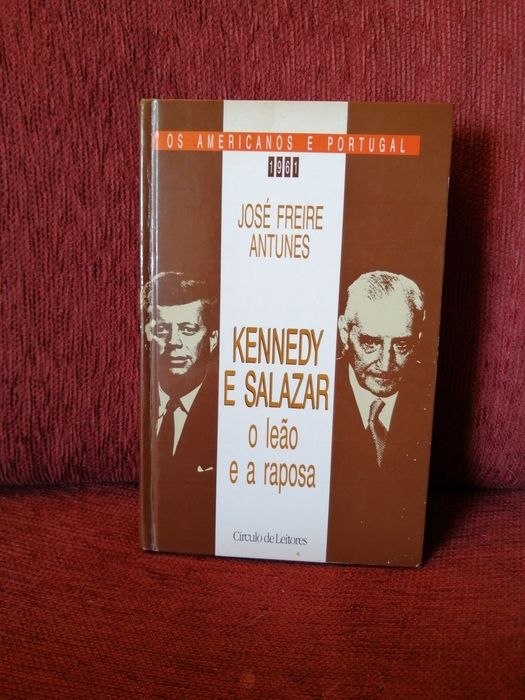 OS AMERICANOS E PORTUGAL
1961
JOSÉ FREIRE
ANTUNES
KENNEDY
E SALAZAR
o leão
e a raposa
Círculo de Leitores